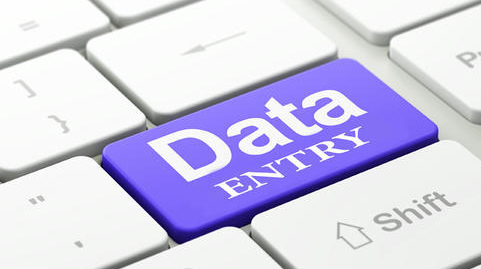 ]
}
Data
ENTRY
"
'
Shift